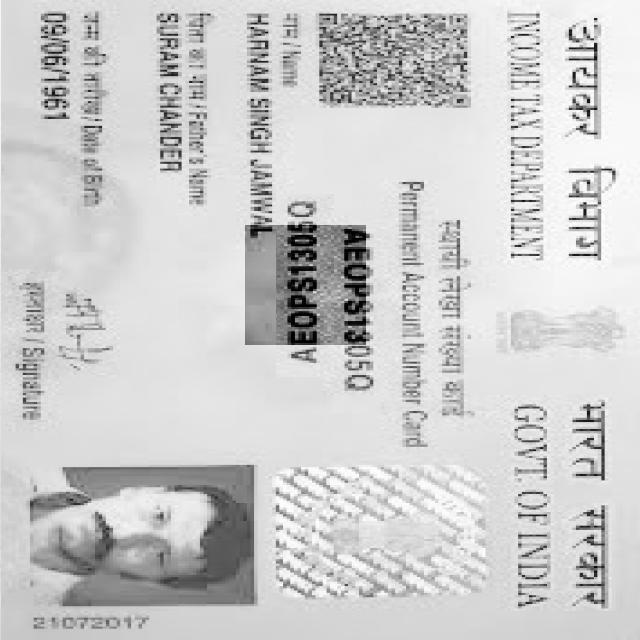 आयकर विभाग
INCOME TAX DEPARTMENT
भारत सरकार
GOVT. OF INDIA
स्थायी लेखा संख्या कार्ड
Permanent Account Number Card
AEOPS1305Q
AEOPS1305Q
नाम / Name
HARNAM SINGH JAMWAL
पिता का नाम / Father's Name
SURAM CHANDER
जन्म की तारीख / Date of Birth
09/06/1961
हस्ताक्षर / Signature
21072017